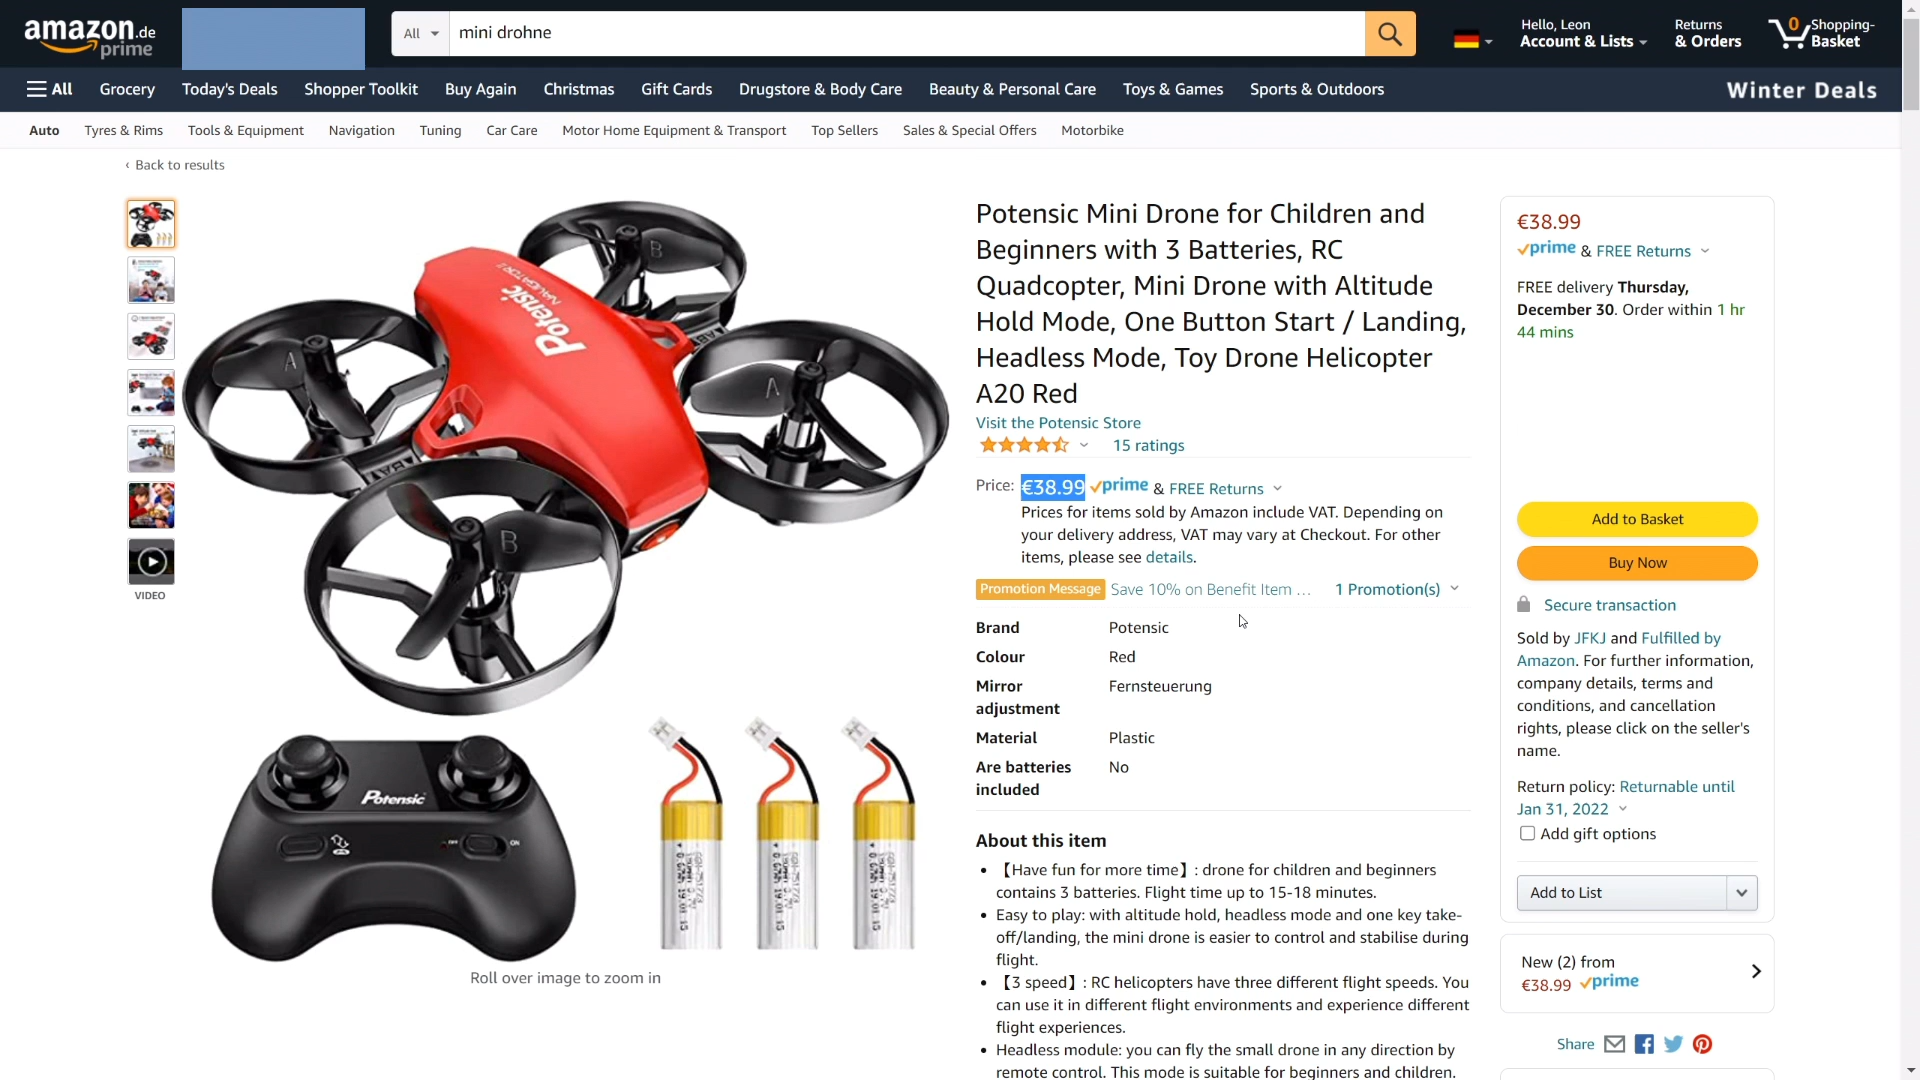 amazon.de
prime
All
mini drohne
Hello, Leon
Account & Lists
Returns
& Orders
0
Shopping-
Basket
All
Grocery
Today's Deals
Shopper Toolkit
Buy Again
Christmas
Gift Cards
Drugstore & Body Care
Beauty & Personal Care
Toys & Games
Sports & Outdoors
Winter Deals
Auto
Tyres & Rims
Tools & Equipment
Navigation
Tuning
Car Care
Motor Home Equipment & Transport
Top Sellers
Sales & Special Offers
Motorbike
‹ Back to results
VIDEO
Potensic
B
A
A
B
Potensic
OFF
ON
Roll over image to zoom in
Potensic Mini Drone for Children and
Beginners with 3 Batteries, RC
Quadcopter, Mini Drone with Altitude
Hold Mode, One Button Start / Landing,
Headless Mode, Toy Drone Helicopter
A20 Red
Visit the Potensic Store
15 ratings
Price: €38.99 prime & FREE Returns
Prices for items sold by Amazon include VAT. Depending on
your delivery address, VAT may vary at Checkout. For other
items, please see details.
Promotion Message Save 10% on Benefit Item … 1 Promotion(s)
Brand Potensic
Colour Red
Mirror Fernsteuerung
adjustment
Material Plastic
Are batteries No
included
About this item
• 【Have fun for more time】: drone for children and beginners
contains 3 batteries. Flight time up to 15-18 minutes.
• Easy to play: with altitude hold, headless mode and one key take-
off/landing, the mini drone is easier to control and stabilise during
flight.
• 【3 speed】: RC helicopters have three different flight speeds. You
can use it in different flight environments and experience different
flight experiences.
• Headless module: you can fly the small drone in any direction by
remote control. This mode is suitable for beginners and children.
€38.99
prime & FREE Returns
FREE delivery Thursday,
December 30. Order within 1 hr
44 mins
Add to Basket
Buy Now
Secure transaction
Sold by JFKJ and Fulfilled by
Amazon. For further information,
company details, terms and
conditions, and cancellation
rights, please click on the seller's
name.
Return policy: Returnable until
Jan 31, 2022
Add gift options
Add to List
New (2) from
€38.99 prime
Share